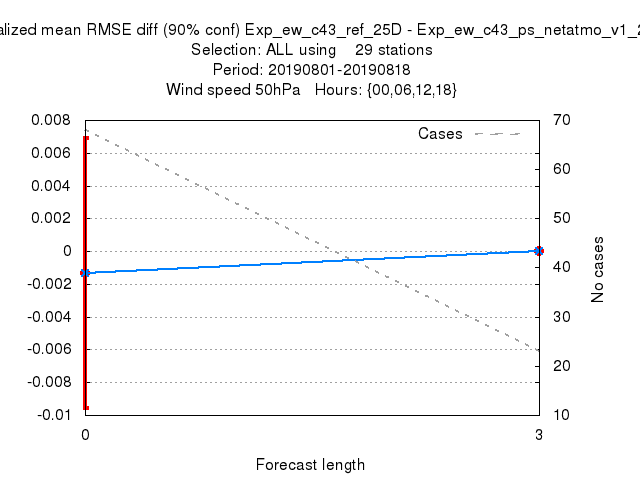 alized mean RMSE diff (90% conf) Exp_ew_c43_ref_25D - Exp_ew_c43_ps_netatmo_v1_2
Selection: ALL using    29 stations
Period: 20190801-20190818
Wind speed 50hPa   Hours: {00,06,12,18}
Cases
0.008
0.006
0.004
0.002
0
-0.002
-0.004
-0.006
-0.008
-0.01
70
60
50
40
30
20
10
No cases
0
3
Forecast length